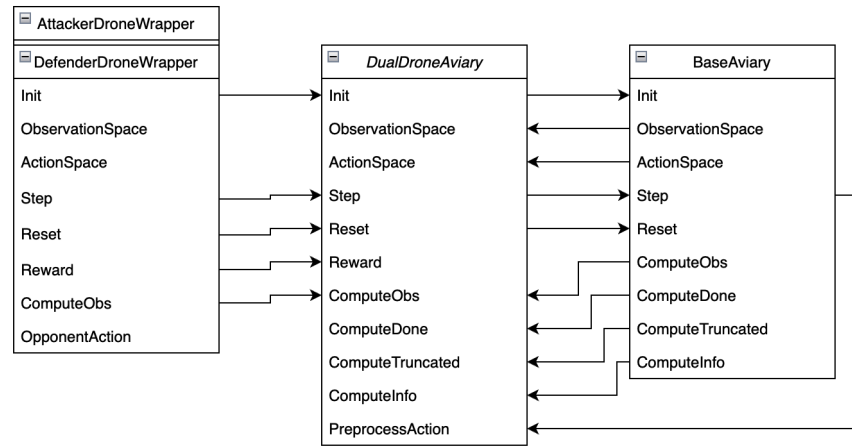 AttackerDroneWrapper
DefenderDroneWrapper
Init
ObservationSpace
ActionSpace
Step
Reset
Reward
ComputeObs
OpponentAction
DualDroneAviary
Init
ObservationSpace
ActionSpace
Step
Reset
Reward
ComputeObs
ComputeDone
ComputeTruncated
ComputeInfo
PreprocessAction
BaseAviary
Init
ObservationSpace
ActionSpace
Step
Reset
ComputeObs
ComputeDone
ComputeTruncated
ComputeInfo